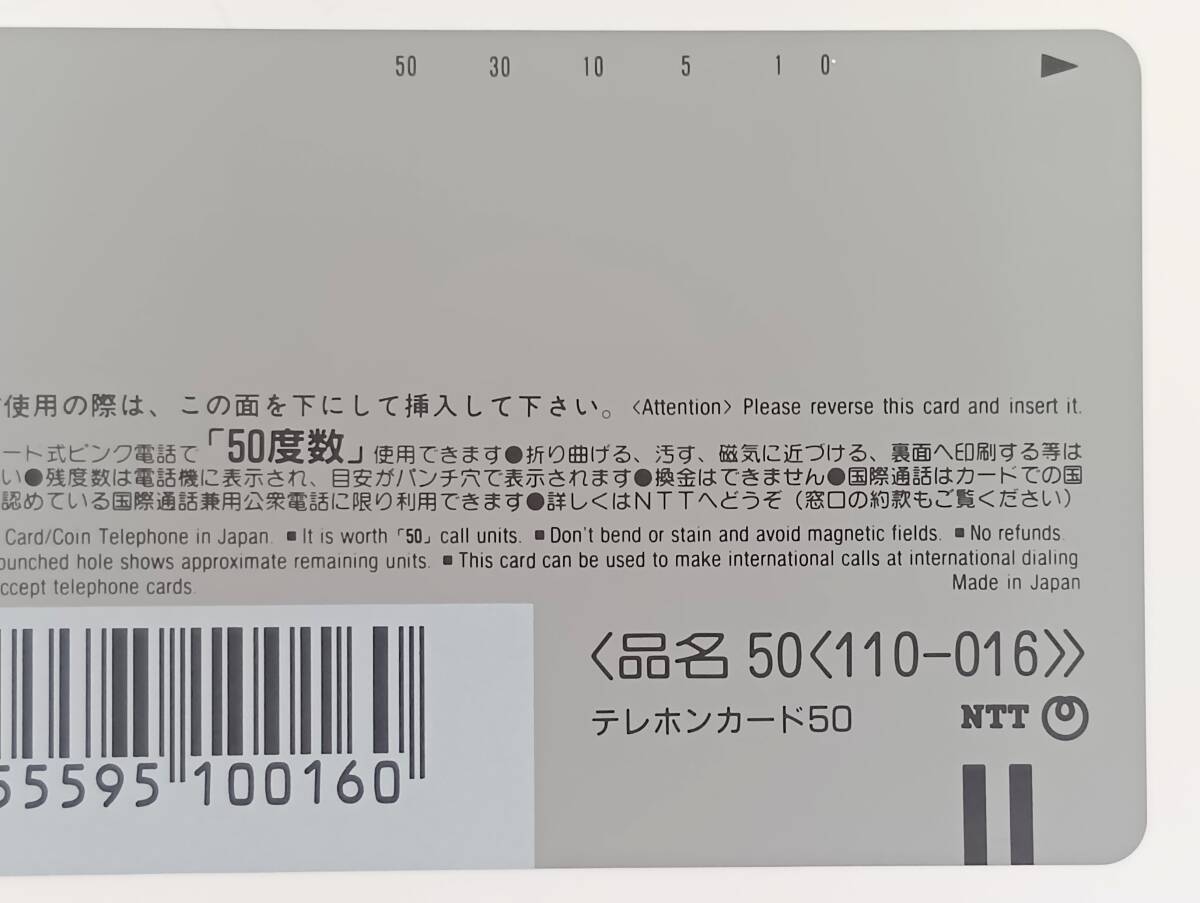 50 30 10 5 1 0
使用の際は、この面を下にして挿入して下さい。〈Attention〉 Please reverse this card and insert it.
ート式ピンク電話で「50度数」使用できます●折り曲げる、汚す、磁気に近づける、裏面へ印刷する等は
い●残度数は電話機に表示され、目安がパンチ穴で表示されます●換金はできません●国際通話はカードでの国
認めている国際通話兼用公衆電話に限り利用できます●詳しくはNTTへどうぞ(窓口の約款もご覧ください)
Card/Coin Telephone in Japan. ■ It is worth「50」call units. ■ Don't bend or stain and avoid magnetic fields. ■ No refunds.
punched hole shows approximate remaining units. ■ This card can be used to make international calls at international dialing
ccept telephone cards.
Made in Japan
〈品名 50〈110-016〉〉
テレホンカード50
NTT
55595 100160